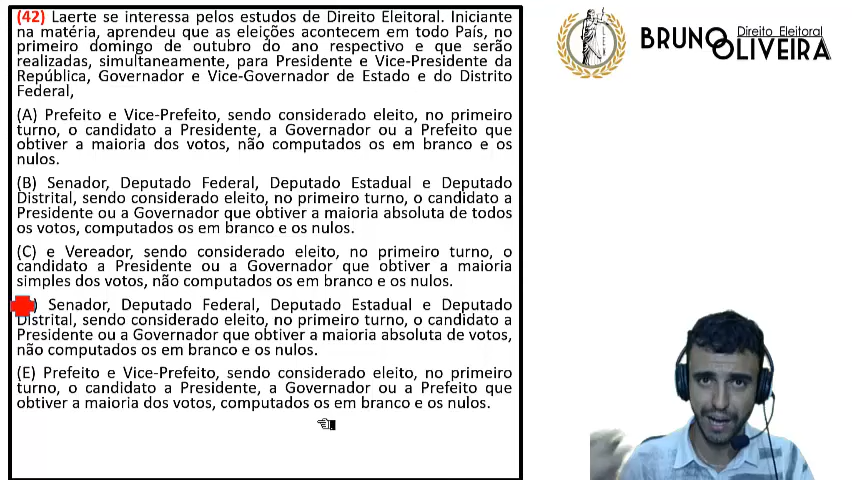 (42) Laerte se interessa pelos estudos de Direito Eleitoral. Iniciante
na matéria, aprendeu que as eleições acontecem em todo País, no
primeiro domingo de outubro do ano respectivo e que serão
realizadas, simultaneamente, para Presidente e Vice-Presidente da
República, Governador e Vice-Governador de Estado e do Distrito
Federal,
(A) Prefeito e Vice-Prefeito, sendo considerado eleito, no primeiro
turno, o candidato a Presidente, a Governador ou a Prefeito que
obtiver a maioria dos votos, não computados os em branco e os
nulos.
(B) Senador, Deputado Federal, Deputado Estadual e Deputado
Distrital, sendo considerado eleito, no primeiro turno, o candidato a
Presidente ou a Governador que obtiver a maioria absoluta de todos
os votos, computados os em branco e os nulos.
(C) e Vereador, sendo considerado eleito, no primeiro turno, o
candidato a Presidente ou a Governador que obtiver a maioria
simples dos votos, não computados os em branco e os nulos.
) Senador, Deputado Federal, Deputado Estadual e Deputado
Distrital, sendo considerado eleito, no primeiro turno, o candidato a
Presidente ou a Governador que obtiver a maioria absoluta de votos,
não computados os em branco e os nulos.
(E) Prefeito e Vice-Prefeito, sendo considerado eleito, no primeiro
turno, o candidato a Presidente, a Governador ou a Prefeito que
obtiver a maioria dos votos, computados os em branco e os nulos.
Direito Eleitoral
BRUNO OLIVEIRA